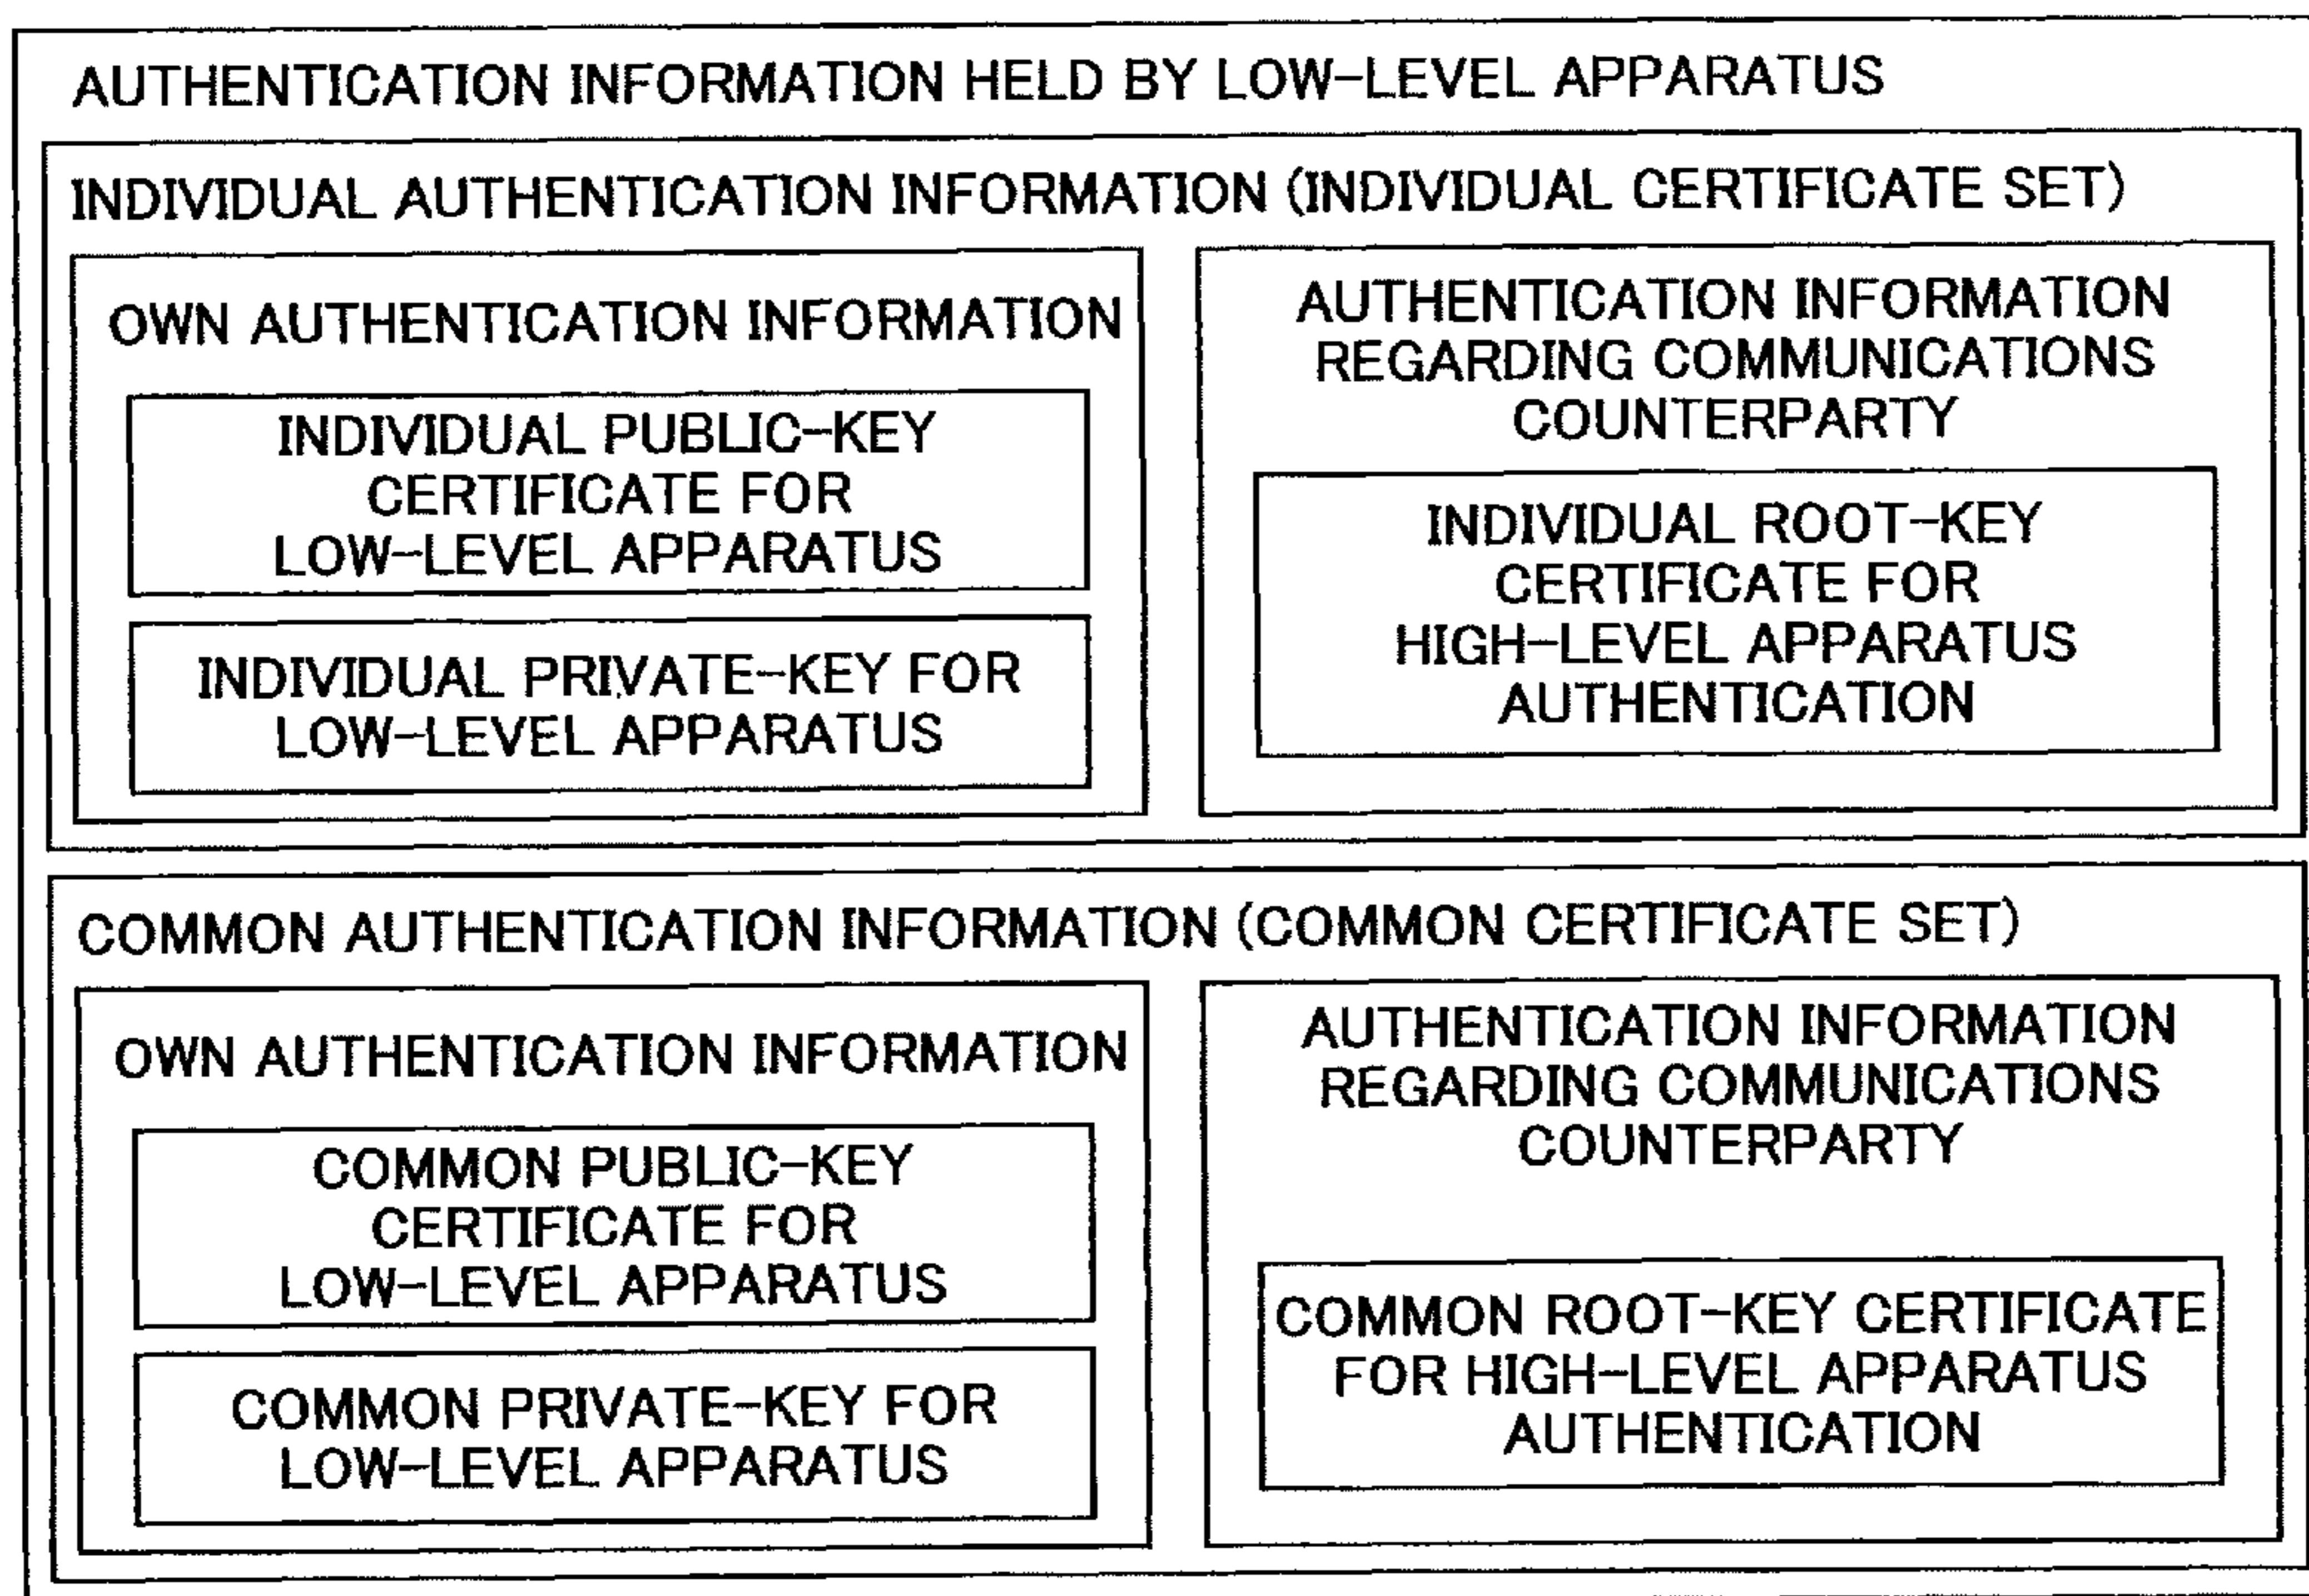 AUTHENTICATION INFORMATION HELD BY LOW-LEVEL APPARATUS
INDIVIDUAL AUTHENTICATION INFORMATION (INDIVIDUAL CERTIFICATE SET)
OWN AUTHENTICATION INFORMATION
INDIVIDUAL PUBLIC-KEY
CERTIFICATE FOR
LOW-LEVEL APPARATUS
INDIVIDUAL PRIVATE-KEY FOR
LOW-LEVEL APPARATUS
AUTHENTICATION INFORMATION
REGARDING COMMUNICATIONS
COUNTERPARTY
INDIVIDUAL ROOT-KEY
CERTIFICATE FOR
HIGH-LEVEL APPARATUS
AUTHENTICATION
COMMON AUTHENTICATION INFORMATION (COMMON CERTIFICATE SET)
OWN AUTHENTICATION INFORMATION
COMMON PUBLIC-KEY
CERTIFICATE FOR
LOW-LEVEL APPARATUS
COMMON PRIVATE-KEY FOR
LOW-LEVEL APPARATUS
AUTHENTICATION INFORMATION
REGARDING COMMUNICATIONS
COUNTERPARTY
COMMON ROOT-KEY CERTIFICATE
FOR HIGH-LEVEL APPARATUS
AUTHENTICATION